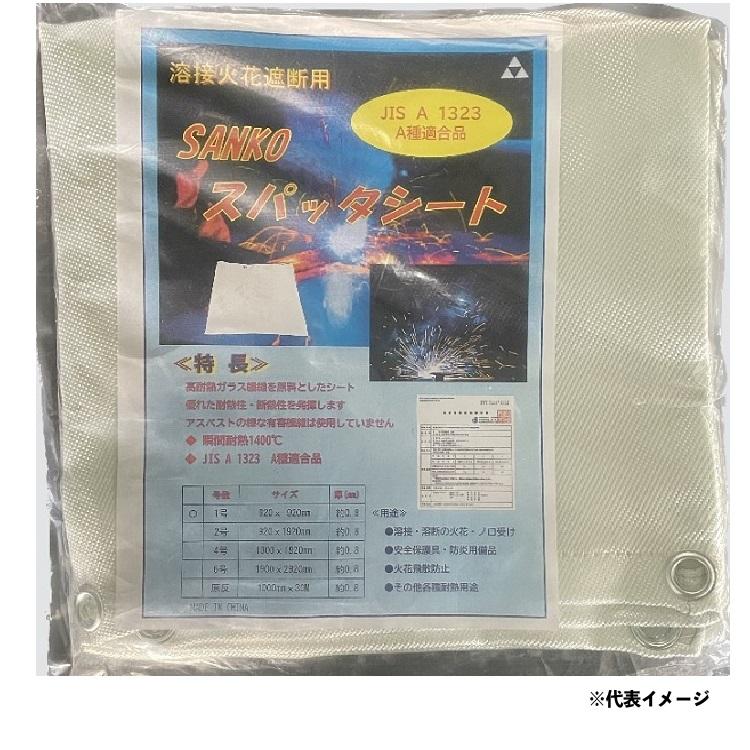 溶接火花遮断用
JIS A 1323
A種適合品
SANKO
スパッタシート
≪特 長≫
高耐熱ガラス繊維を原料としたシート
優れた耐熱性・断熱性を発揮します
アスベストの様な有害繊維は使用していません
◆ 瞬間耐熱1400℃
◆ JIS A 1323 A種適合品
号数 サイズ 厚(mm)
○ 1号 920 x 920mm 約0.8
2号 920 x 1920mm 約0.8
4号 約0.8
6号 約0.8
原反 1000mm x 30M 約0.8
MADE IN CHINA
≪用途≫
●溶接・溶断の火花・ノロ受け
●安全保護具・防炎用備品
●火花飛散防止
●その他各種耐熱用途
※代表イメージ